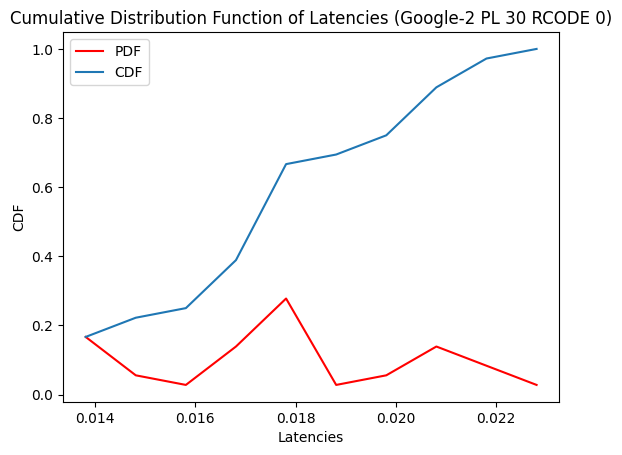 Cumulative Distribution Function of Latencies (Google-2 PL 30 RCODE 0)
PDF
CDF
1.0
0.8
0.6
0.4
0.2
0.0
CDF
0.014 0.016 0.018 0.020 0.022
Latencies